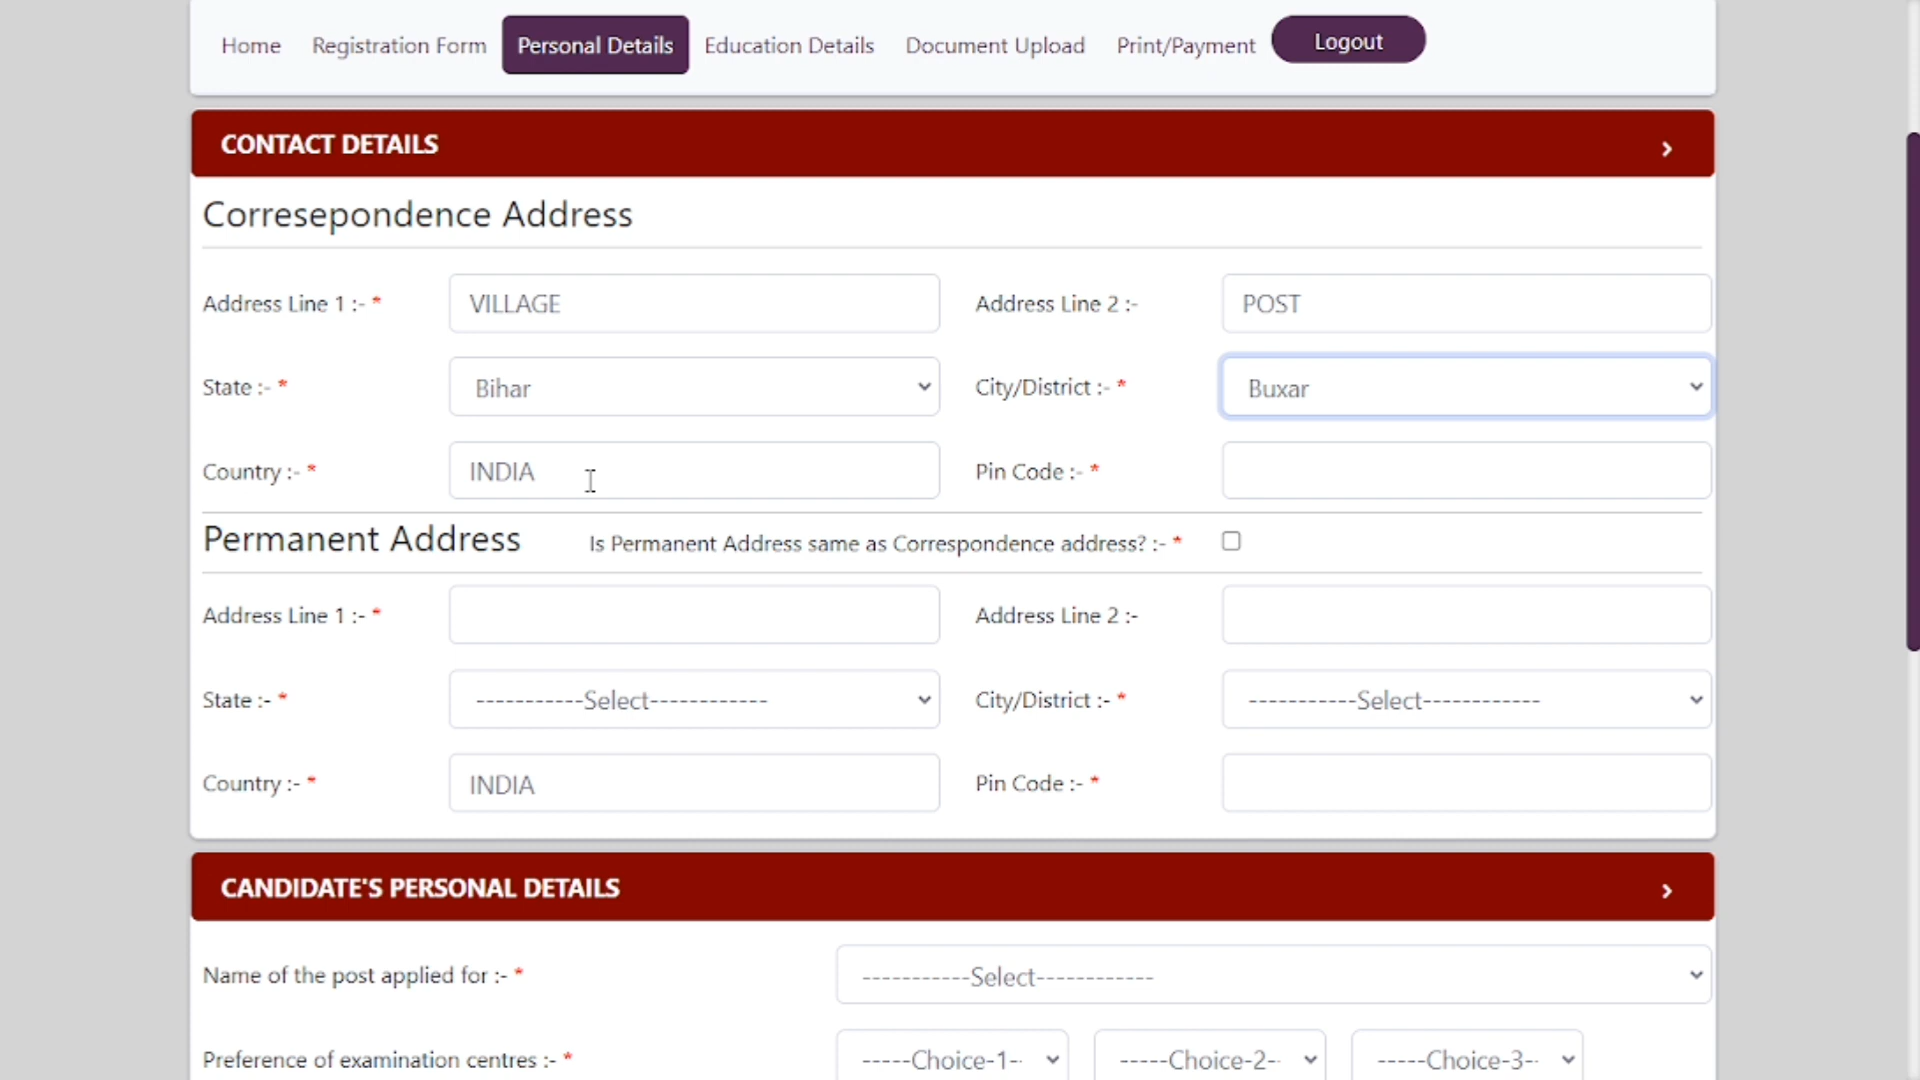 Home Registration Form Personal Details Education Details Document Upload Print/Payment Logout
CONTACT DETAILS
Corresepondence Address
Address Line 1 :- * VILLAGE Address Line 2 :- POST
State :- * Bihar City/District :- * Buxar
Country :- * INDIA Pin Code :- *
Permanent Address Is Permanent Address same as Correspondence address? :- *
Address Line 1 :- * Address Line 2 :-
State :- * -----------Select------------ City/District :- * -----------Select------------
Country :- * INDIA Pin Code :- *
CANDIDATE'S PERSONAL DETAILS
Name of the post applied for :- * -----------Select------------
Preference of examination centres :- * -----Choice-1- -----Choice-2- -----Choice-3-